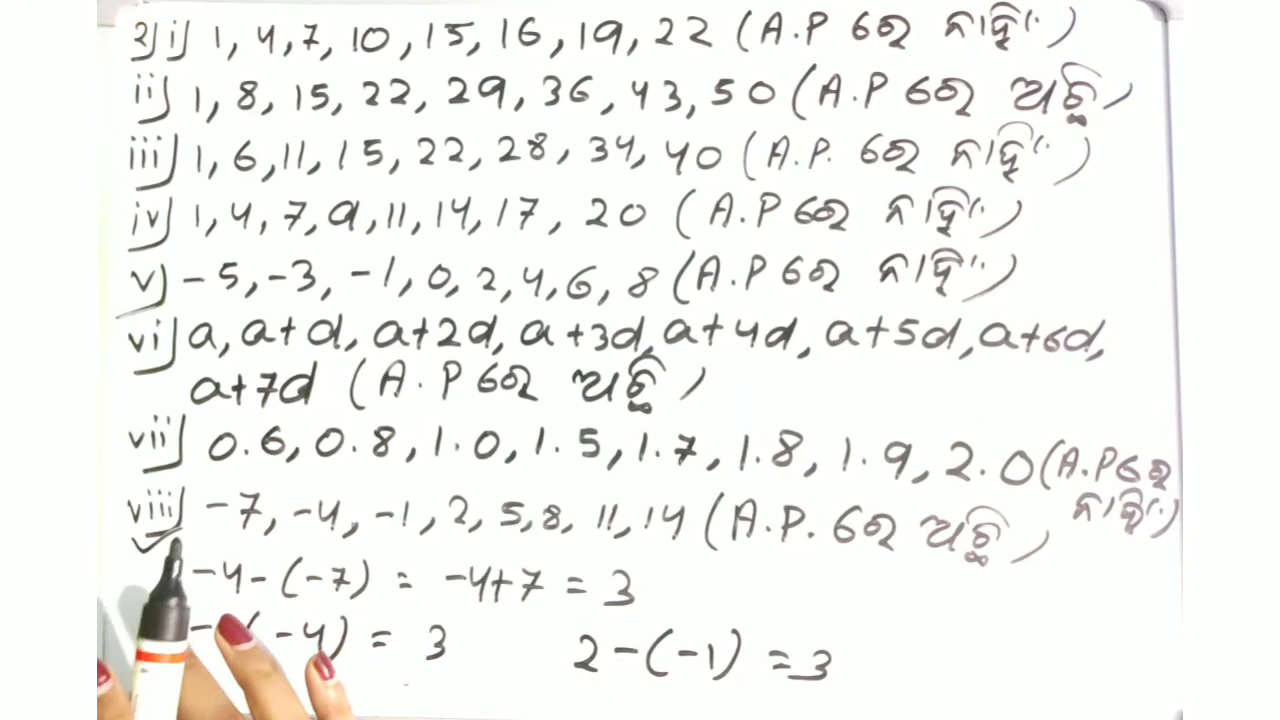 2) i) 1, 4, 7, 10, 15, 16, 19, 22 (A.P ରେ ନାହିଁ)
ii) 1, 8, 15, 22, 29, 36, 43, 50 (A.P ରେ ଅଛି)
iii) 1, 6, 11, 15, 22, 28, 34, 40 (A.P. ରେ ନାହିଁ)
iv) 1, 4, 7, 9, 11, 14, 17, 20 (A.P ରେ ନାହିଁ)
v) -5, -3, -1, 0, 2, 4, 6, 8 (A.P ରେ ନାହିଁ)
vi) a, a+d, a+2d, a+3d, a+4d, a+5d, a+6d,
a+7d (A.P ରେ ଅଛି)
vii) 0.6, 0.8, 1.0, 1.5, 1.7, 1.8, 1.9, 2.0 (A.P ରେ
ନାହିଁ)
viii) -7, -4, -1, 2, 5, 8, 11, 14 (A.P. ରେ ଅଛି)
-4-(-7) = -4+7 = 3
-(-4) = 3 2-(-1) = 3